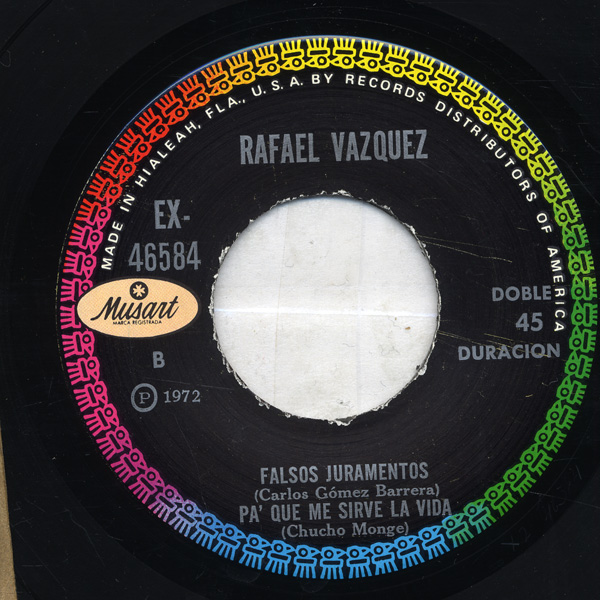 MADE IN HIALEAH, FLA., U.S.A. BY RECORDS DISTRIBUTORS OF AMERICA
RAFAEL VAZQUEZ
EX-
46584
Musart
MARCA REGISTRADA
B
Ⓟ 1972
DOBLE
45
DURACION
FALSOS JURAMENTOS
(Carlos Gómez Barrera)
PA' QUE ME SIRVE LA VIDA
(Chucho Monge)